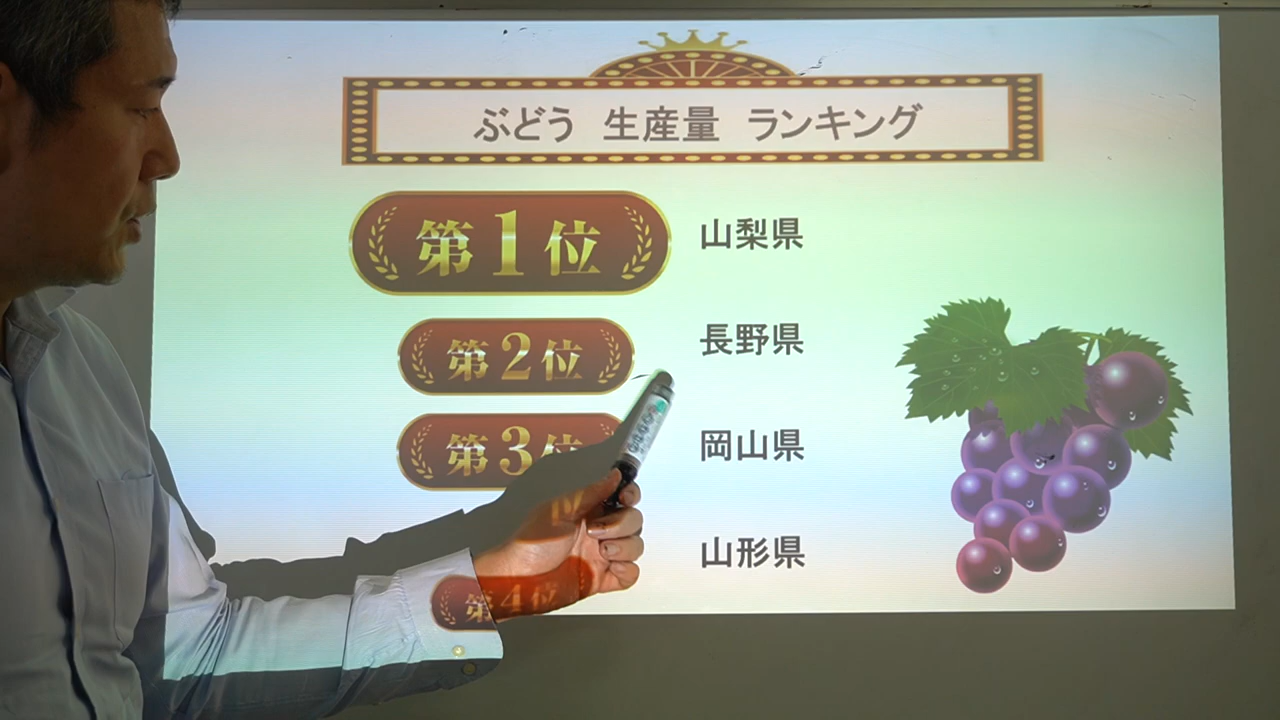 ぶどう 生産量 ランキング
第1位 山梨県
第2位 長野県
第3位 岡山県
第4位 山形県